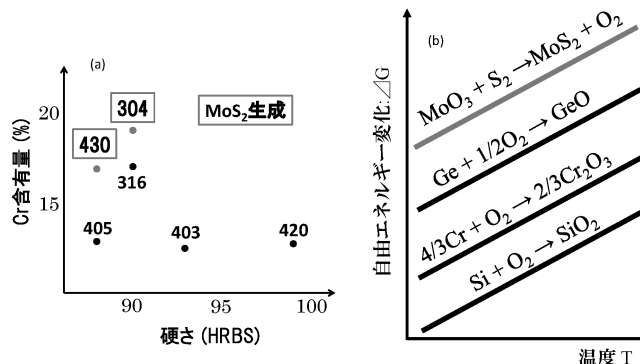 (a)
Cr含有量 (%)
20
15
304
430
MoS₂生成
316
405
403
420
90
95
100
硬さ (HRBS)
(b)
自由エネルギー変化:⊿G
MoO₃ + S₂ →MoS₂ + O₂
Ge + 1/2O₂ → GeO
4/3Cr + O₂ → 2/3Cr₂O₃
Si + O₂ → SiO₂
温度 T